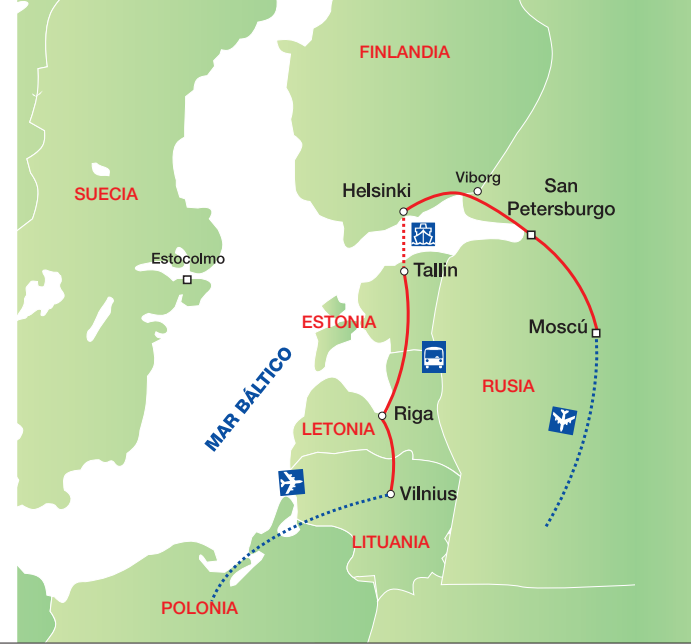 FINLANDIA
SUECIA
Helsinki
Viborg
San
Petersburgo
Estocolmo
Tallin
ESTONIA
Moscú
MAR BÁLTICO
RUSIA
Riga
LETONIA
Vilnius
LITUANIA
POLONIA